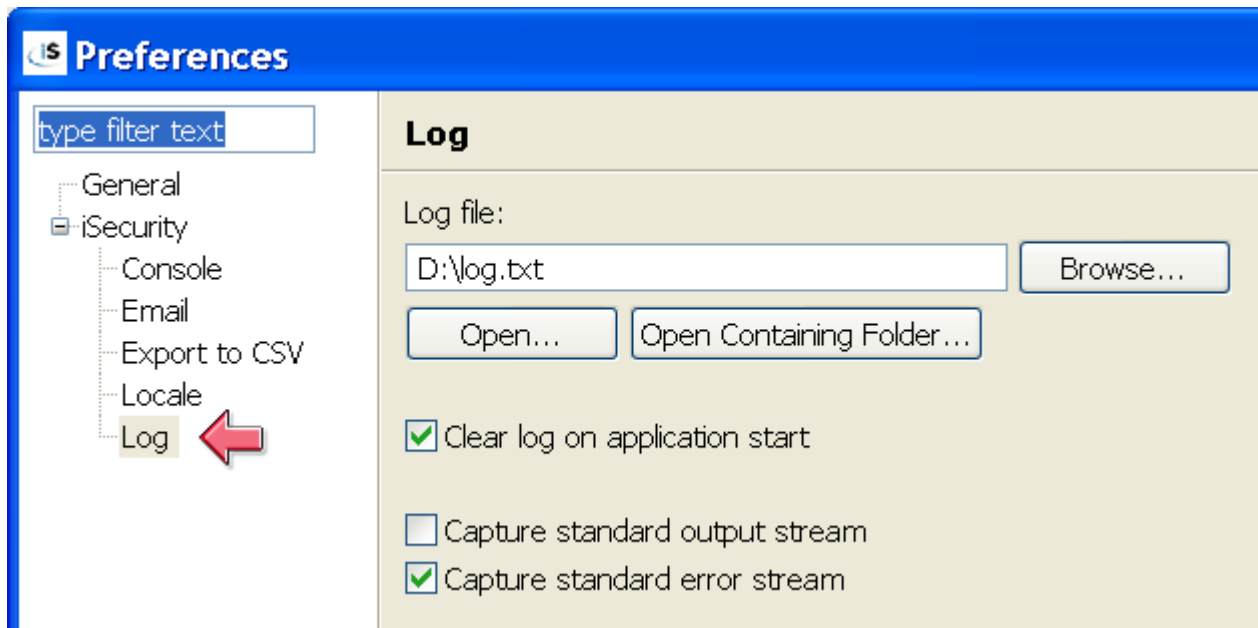 iS Preferences
type filter text
General
iSecurity
Console
Email
Export to CSV
Locale
Log
Log
Log file:
D:\log.txt
Browse...
Open...
Open Containing Folder...
Clear log on application start
Capture standard output stream
Capture standard error stream